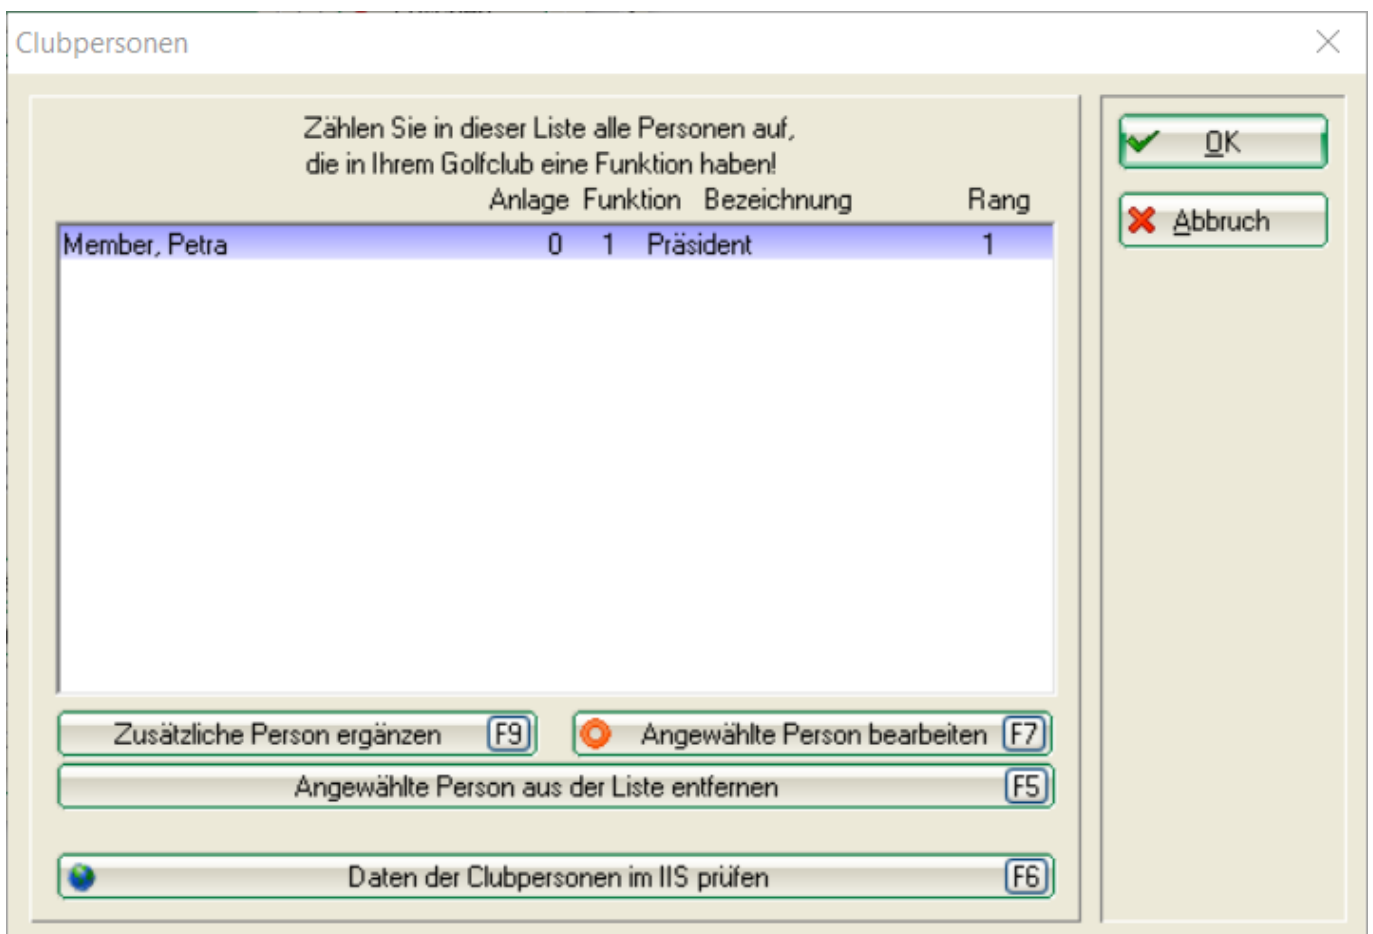 Clubpersonen
Zählen Sie in dieser Liste alle Personen auf,
die in Ihrem Golfclub eine Funktion haben!
Anlage Funktion Bezeichnung Rang
Member, Petra 0 1 Präsident 1
Zusätzliche Person ergänzen F9
Angewählte Person bearbeiten F7
Angewählte Person aus der Liste entfernen F5
Daten der Clubpersonen im IIS prüfen F6
OK
Abbruch